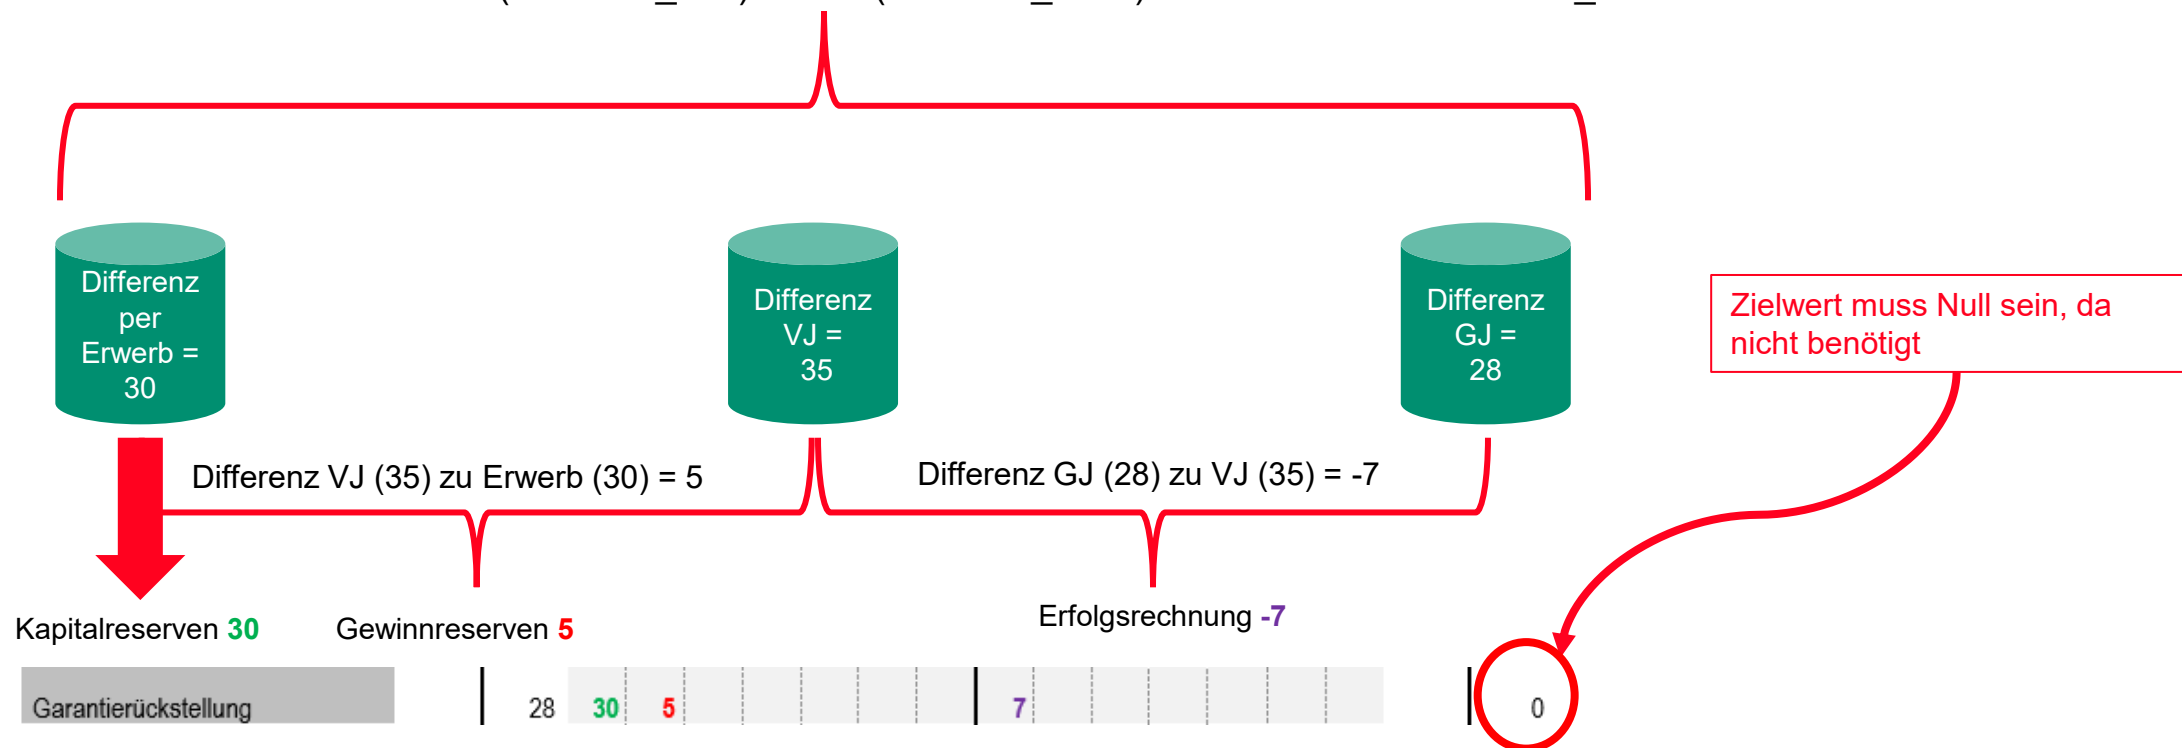 Differenz
per
Erwerb =
30
Differenz
VJ =
35
Differenz
GJ =
28
Zielwert muss Null sein, da
nicht benötigt
Differenz VJ (35) zu Erwerb (30) = 5
Differenz GJ (28) zu VJ (35) = -7
Kapitalreserven 30
Gewinnreserven 5
Erfolgsrechnung -7
Garantierückstellung 28 30 5 7 0